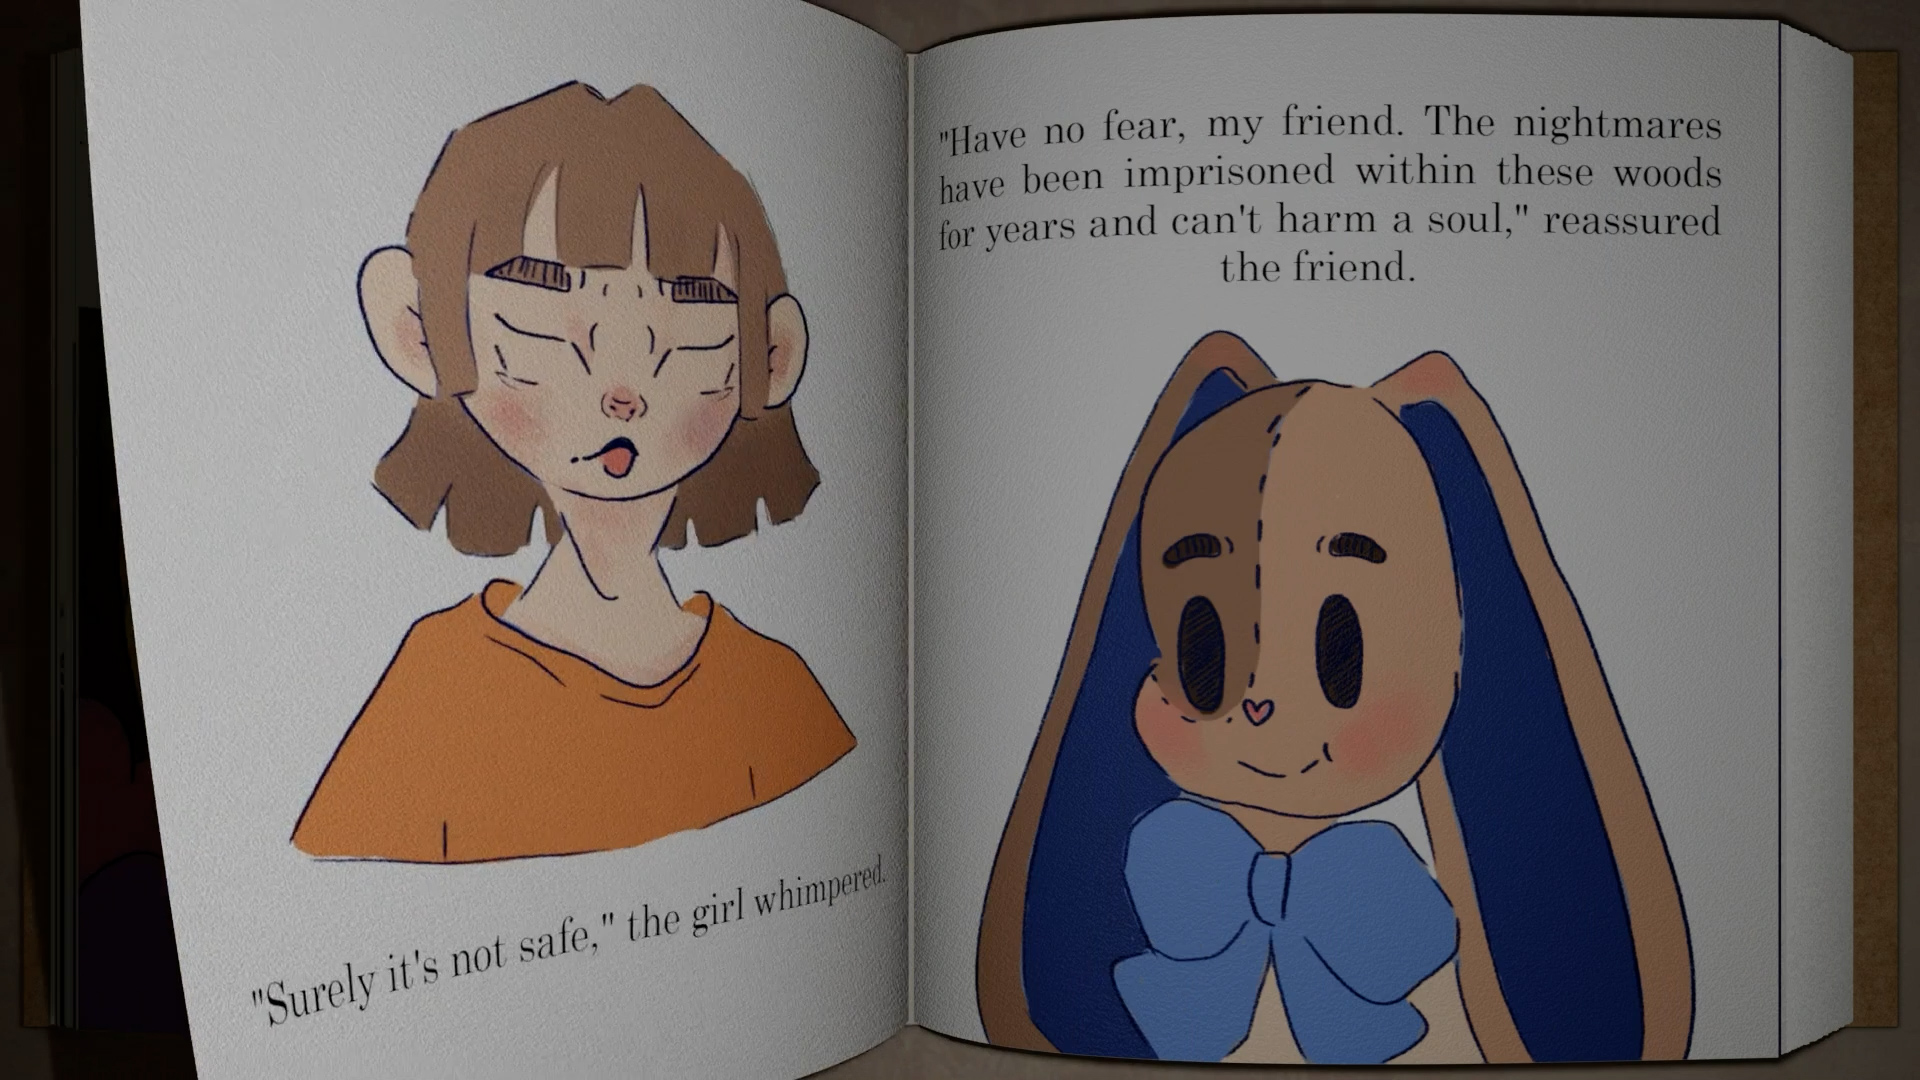 "Surely it's not safe," the girl whimpered.
"Have no fear, my friend. The nightmares
have been imprisoned within these woods
for years and can't harm a soul," reassured
the friend.